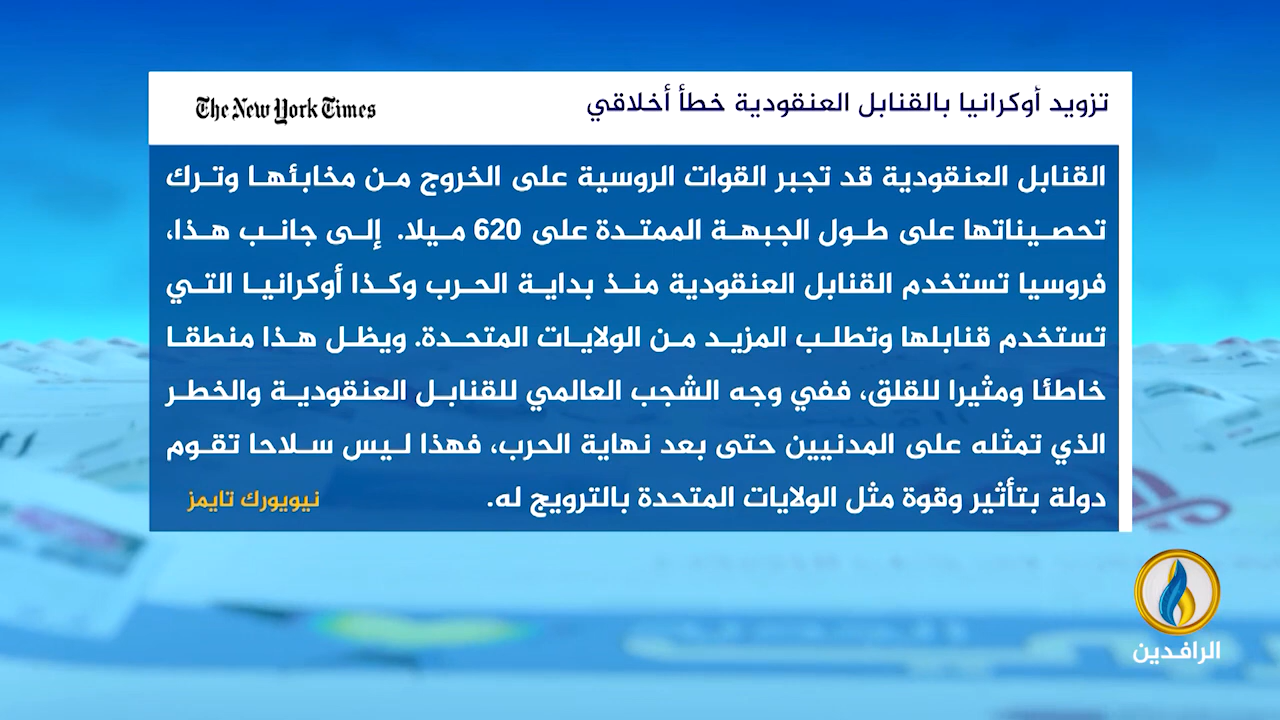 تزويد أوكرانيا بالقنابل العنقودية خطأ أخلاقي
The New York Times
القنابل العنقودية قد تجبر القوات الروسية على الخروج من مخابئها وترك
تحصيناتها على طول الجبهة الممتدة على 620 ميلا. إلى جانب هذا،
فروسيا تستخدم القنابل العنقودية منذ بداية الحرب وكذا أوكرانيا التي
تستخدم قنابلها وتطلب المزيد من الولايات المتحدة. ويظل هذا منطقا
خاطئا ومثيرا للقلق، ففي وجه الشجب العالمي للقنابل العنقودية والخطر
الذي تمثله على المدنيين حتى بعد نهاية الحرب، فهذا ليس سلاحا تقوم
دولة بتأثير وقوة مثل الولايات المتحدة بالترويج له.
نيويورك تايمز
الرافدين